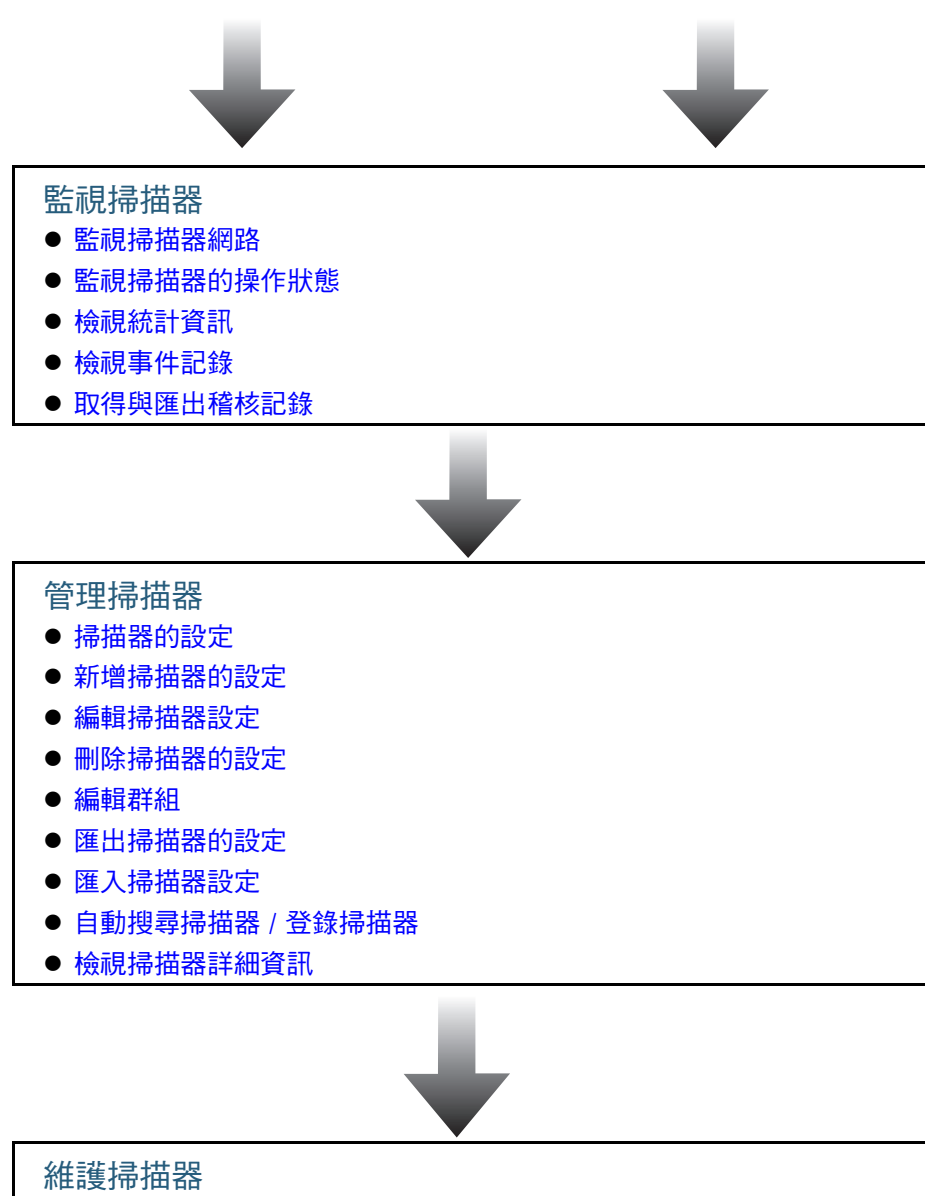 監視掃描器
● 監視掃描器網路
● 監視掃描器的操作狀態
● 檢視統計資訊
● 檢視事件記錄
● 取得與匯出稽核記錄
管理掃描器
● 掃描器的設定
● 新增掃描器的設定
● 編輯掃描器設定
● 刪除掃描器的設定
● 編輯群組
● 匯出掃描器的設定
● 匯入掃描器設定
● 自動搜尋掃描器 / 登錄掃描器
● 檢視掃描器詳細資訊
維護掃描器